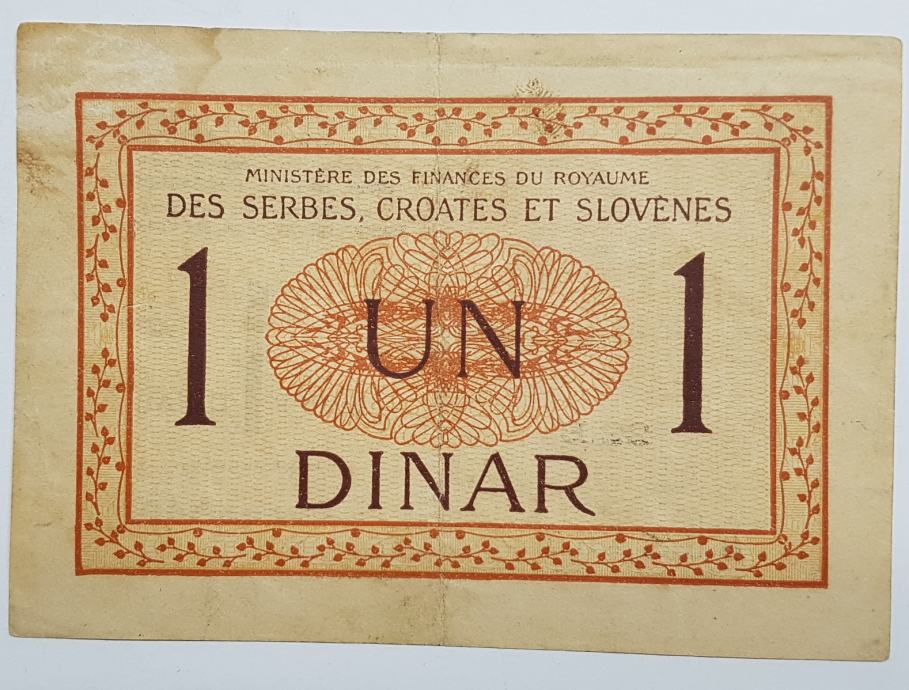 MINISTÈRE DES FINANCES DU ROYAUME
DES SERBES, CROATES ET SLOVÈNES
1 UN 1
DINAR